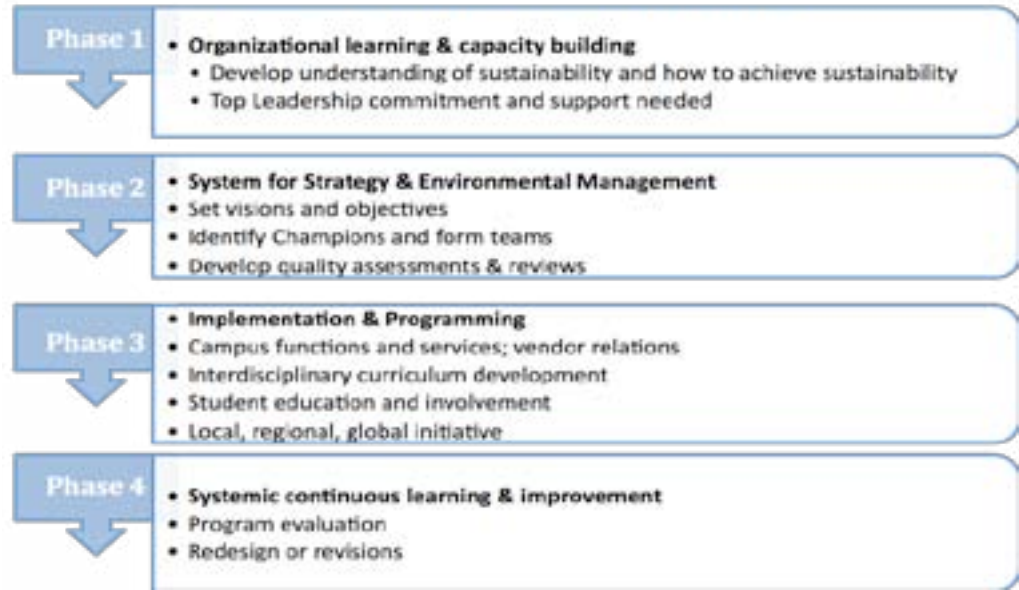 Phase 1
• Organizational learning & capacity building
• Develop understanding of sustainability and how to achieve sustainability
• Top Leadership commitment and support needed
Phase 2
• System for Strategy & Environmental Management
• Set visions and objectives
• Identify Champions and form teams
• Develop quality assessments & reviews
Phase 3
• Implementation & Programming
• Campus functions and services; vendor relations
• Interdisciplinary curriculum development
• Student education and involvement
• Local, regional, global initiative
Phase 4
• Systemic continuous learning & improvement
• Program evaluation
• Redesign or revisions